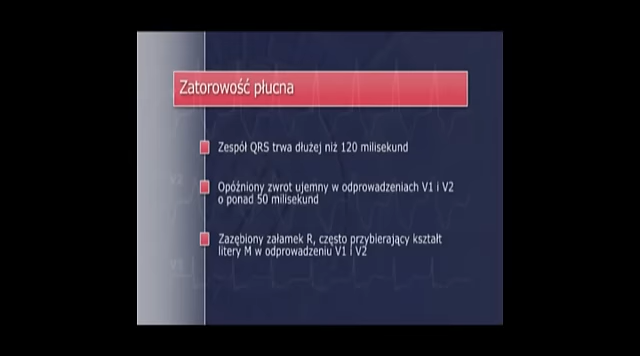 Zatorowość płucna
Zespół QRS trwa dłużej niż 120 milisekund
Opóźniony zwrot ujemny w odprowadzeniach V1 i V2
o ponad 50 milisekund
Zazębiony załamek R, często przybierający kształt
litery M w odprowadzeniu V1 i V2
V2